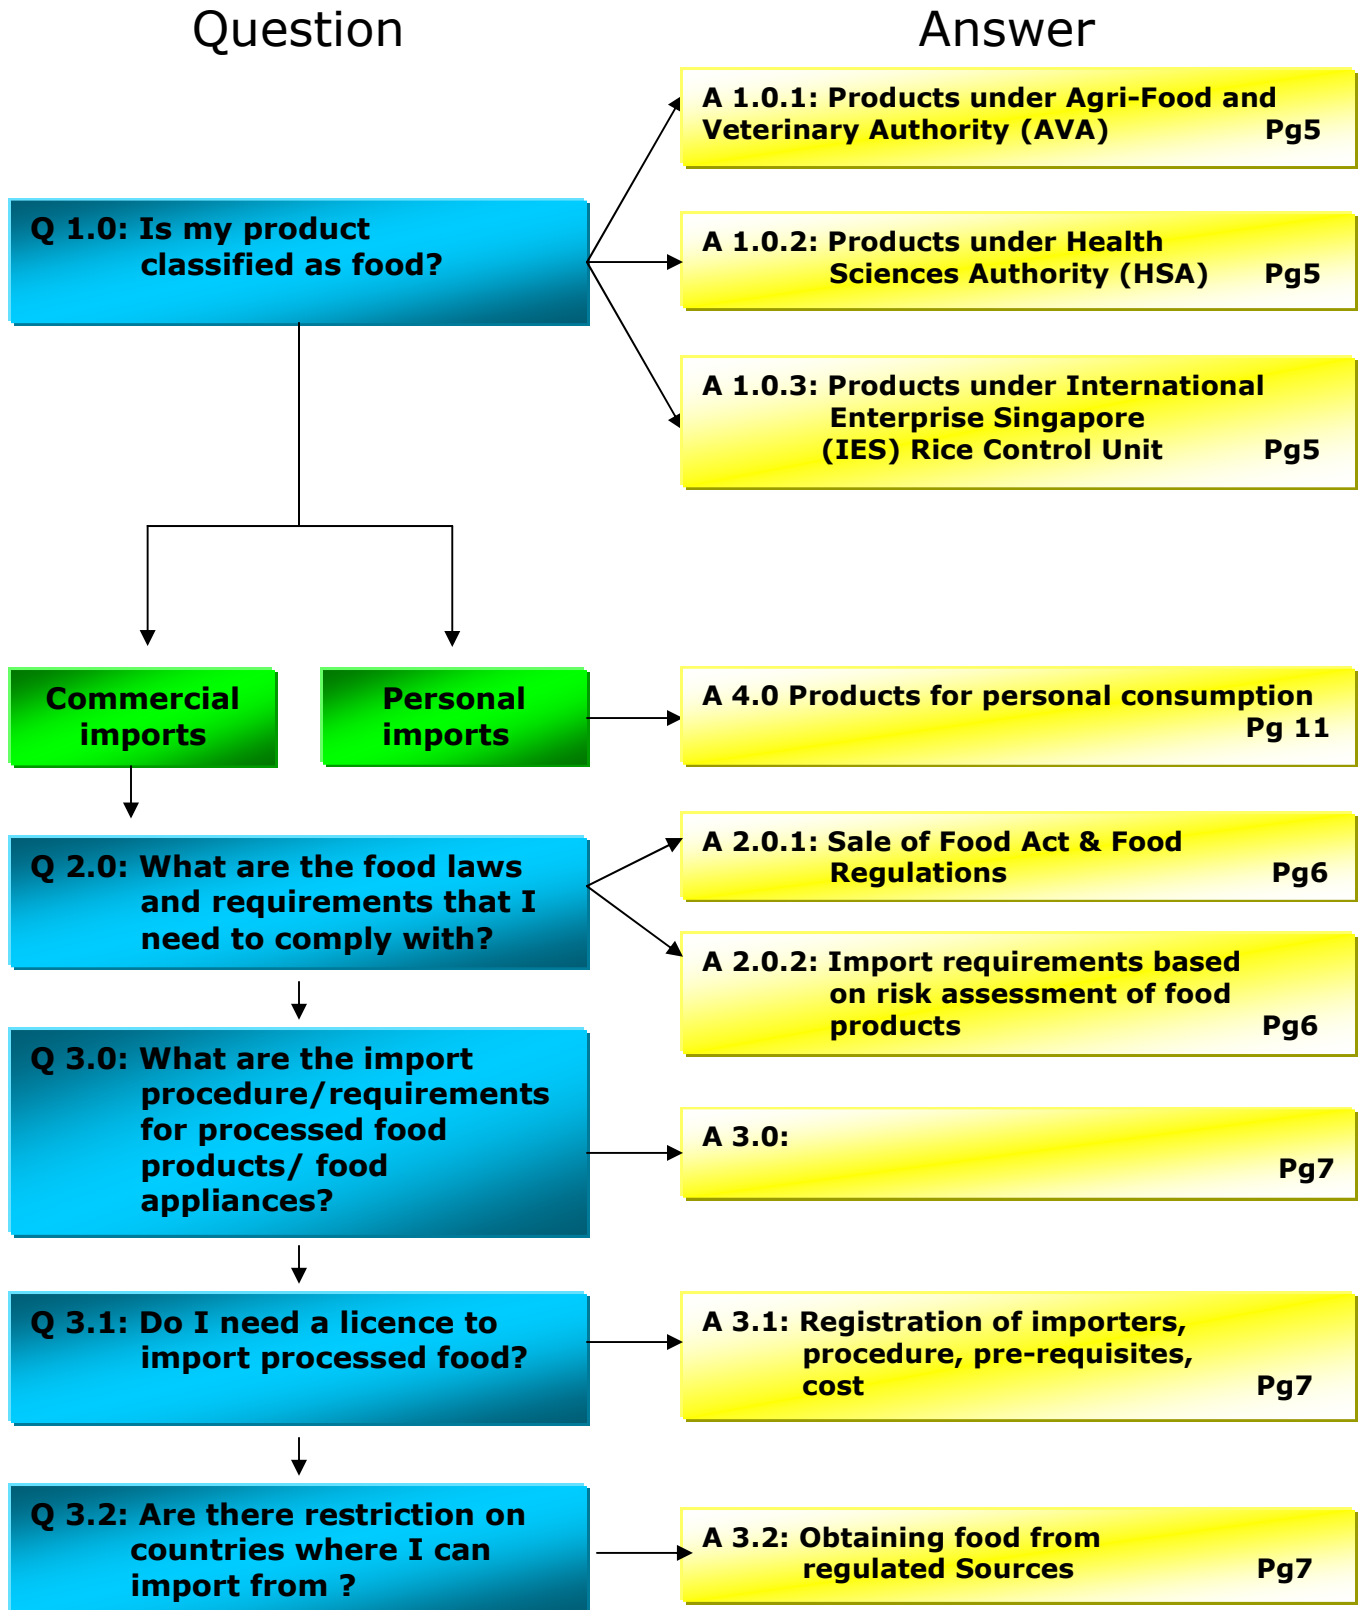 Question
Answer
A 1.0.1: Products under Agri-Food and
Veterinary Authority (AVA) Pg5
Q 1.0: Is my product
classified as food?
A 1.0.2: Products under Health
Sciences Authority (HSA) Pg5
A 1.0.3: Products under International
Enterprise Singapore
(IES) Rice Control Unit Pg5
Commercial
imports
Personal
imports
A 4.0 Products for personal consumption
Pg 11
Q 2.0: What are the food laws
and requirements that I
need to comply with?
A 2.0.1: Sale of Food Act & Food
Regulations Pg6
A 2.0.2: Import requirements based
on risk assessment of food
products Pg6
Q 3.0: What are the import
procedure/requirements
for processed food
products/ food
appliances?
A 3.0:
Pg7
Q 3.1: Do I need a licence to
import processed food?
A 3.1: Registration of importers,
procedure, pre-requisites,
cost Pg7
Q 3.2: Are there restriction on
countries where I can
import from ?
A 3.2: Obtaining food from
regulated Sources Pg7